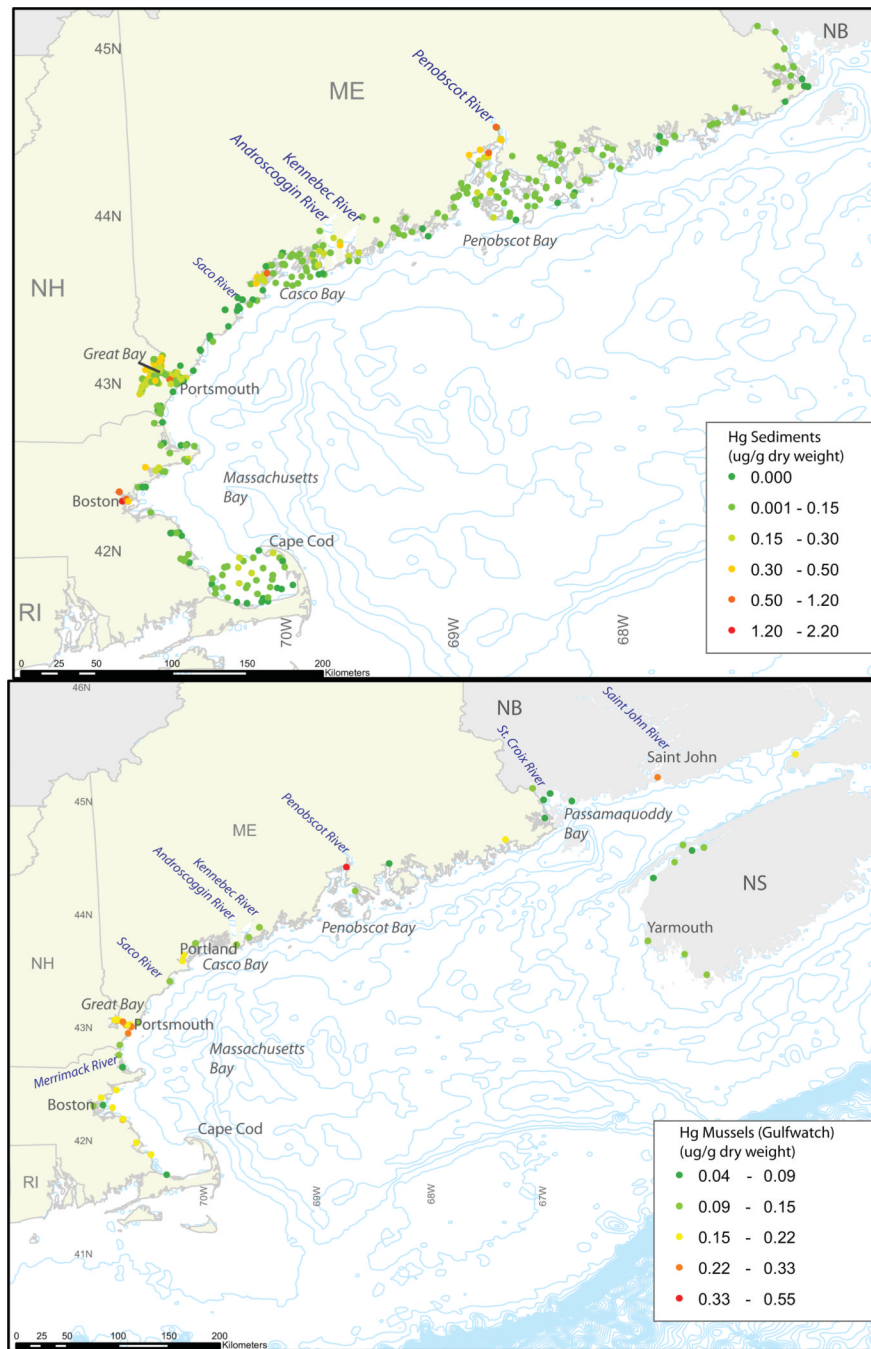 45N
NB
Penobscot River
ME
Androscoggin River
Kennebec River
44N
Penobscot Bay
Saco River
NH
Casco Bay
Great Bay
43N
Portsmouth
Hg Sediments
(ug/g dry weight)
0.000
0.001 - 0.15
0.15 - 0.30
0.30 - 0.50
0.50 - 1.20
1.20 - 2.20
Massachusetts
Bay
Boston
42N
Cape Cod
RI
70W
69W
68W
0 25 50 100 150 200
Kilometers
46N
NB
Saint John River
St. Croix River
Saint John
45N
Passamaquoddy
Bay
Penobscot River
ME
Androscoggin River
Kennebec River
NS
44N
Penobscot Bay
Yarmouth
Portland
Casco Bay
Saco River
NH
Great Bay
43N
Portsmouth
Massachusetts
Bay
Merrimack River
Boston
42N
Cape Cod
Hg Mussels (Gulfwatch)
(ug/g dry weight)
0.04 - 0.09
0.09 - 0.15
0.15 - 0.22
0.22 - 0.33
0.33 - 0.55
RI
70W
69W
68W
67W
41N
0 25 50 100 150 200
Kilometers